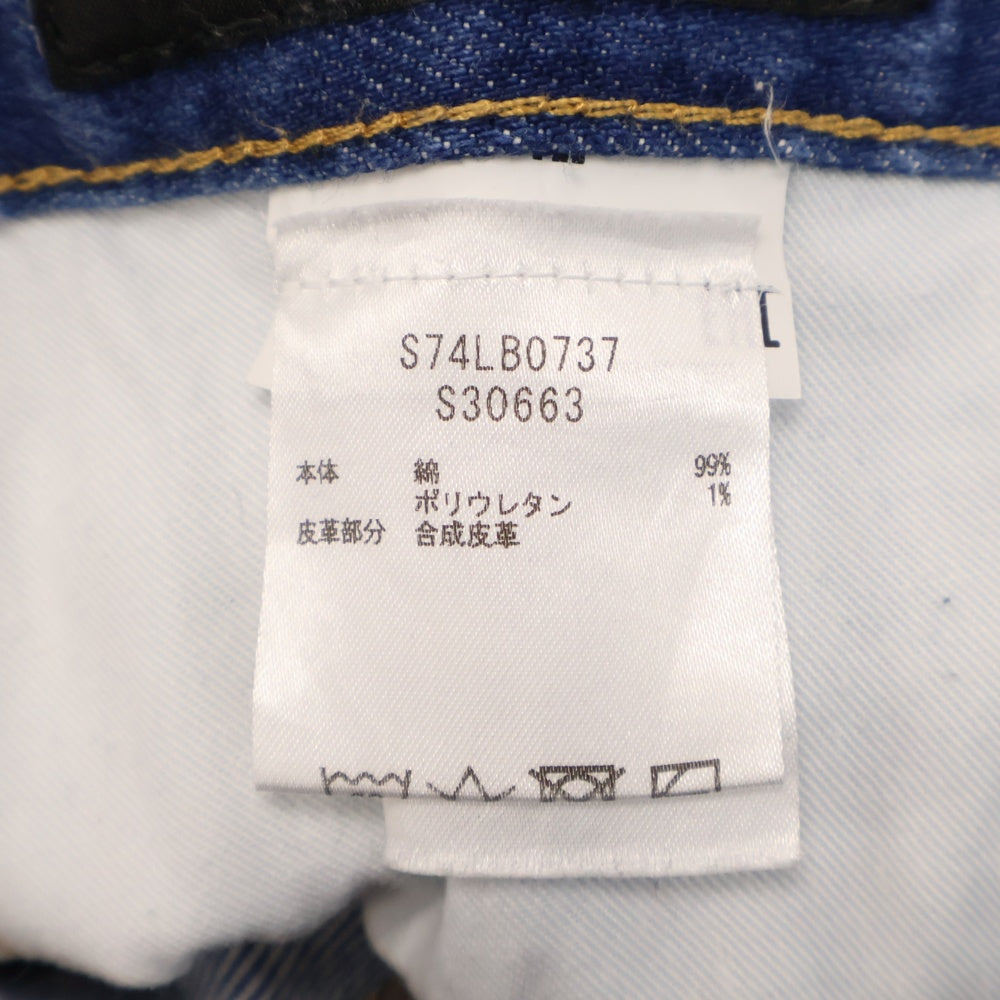 S74LB0737
S30663
本体 綿 99%
ポリウレタン 1%
皮革部分 合成皮革